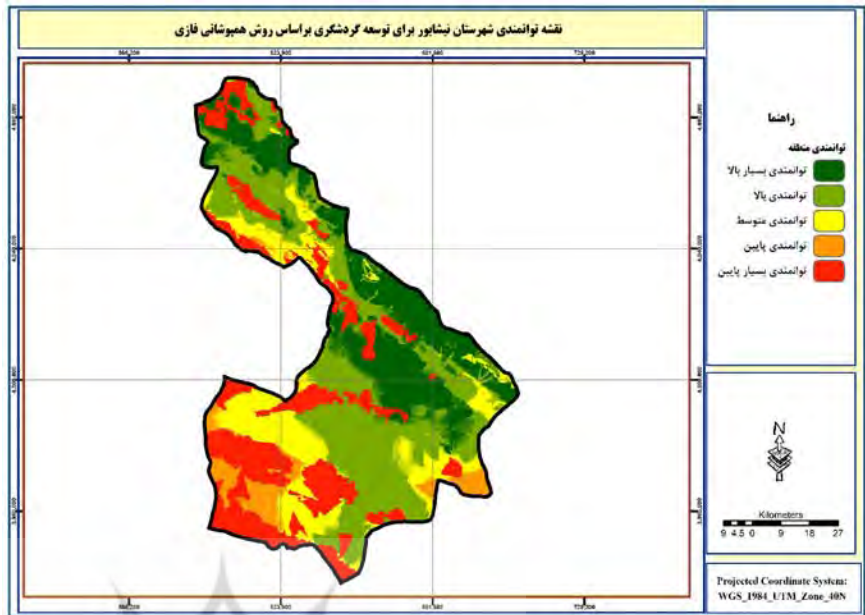 نقشه توانمندی شهرستان نیشابور برای توسعه گردشگری براساس روش همپوشانی فازی
راهنما
توانمندی منطقه
توانمندی بسیار بالا
توانمندی بالا
توانمندی متوسط
توانمندی پایین
توانمندی بسیار پایین
N
Kilometers
9 4.5 0 9 18 27
Projected Coordinate System:
WGS_1984_UTM_Zone_40N